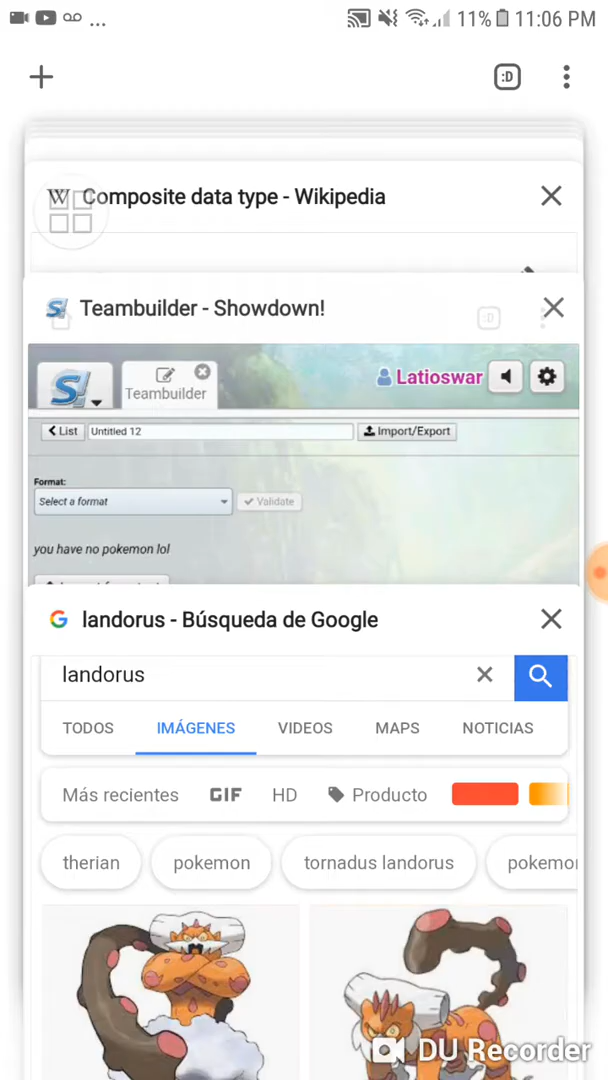 ... 11% 11:06 PM
:D
W Composite data type - Wikipedia
Teambuilder - Showdown!
:D
S! Teambuilder Latioswar
List Untitled 12 Import/Export
Format:
Select a format Validate
you have no pokemon lol
G landorus - Búsqueda de Google
landorus
TODOS IMÁGENES VIDEOS MAPS NOTICIAS
Más recientes GIF HD Producto
therian pokemon tornadus landorus pokemon
DU Recorder